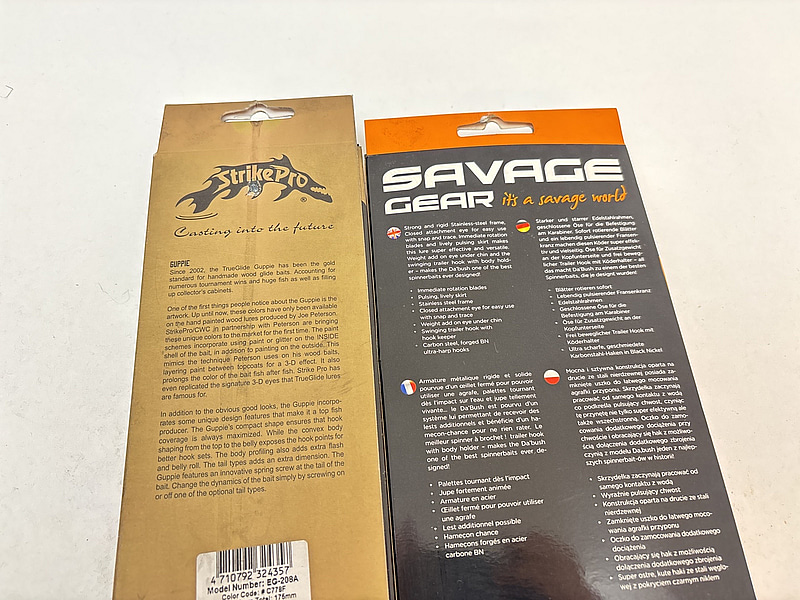 StrikePro
®
Casting into the future
GUPPIE
Since 2002, the TrueGlide Guppie has been the gold
standard for handmade wood glide baits. Accounting for
numerous tournament wins and huge fish as well as filling
up collector's cabinets.
One of the first things people notice about the Guppie is the
artwork. Up until now, these colors have only been available
on the hand painted wood lures produced by Joe Peterson.
StrikePro/CWC in partnership with Peterson are bringing
these unique colors to the market for the first time. The paint
schemes incorporate using paint or glitter on the INSIDE
shell of the bait, in addition to painting on the outside. This
mimics the technique Peterson uses on his wood baits,
layering paint between topcoats for a 3-D effect. It also
prolongs the color of the bait fish after fish. Strike Pro has
even replicated the signature 3-D eyes that TrueGlide lures
are famous for.
In addition to the obvious good looks, the Guppie incorpo-
rates some unique design features that make it a top fish
producer. The Guppie's compact shape ensures that hook
coverage is always maximized. While the convex body
shaping from the top to the belly exposes the hook points for
better hook sets. The body profiling also adds extra flash
and belly roll. The tail types adds an extra dimension. The
Guppie features an innovative spring screw at the tail of the
bait. Change the dynamics of the bait simply by screwing on
or off one of the optional tail types.
4 710792 324357
Model Number: EG-208A
Color Code: # C778F
Total: 175mm
SAVAGE
GEAR it's a savage world
Strong and rigid Stainless-steel frame,
Closed attachment eye for easy use
with snap and trace. Immediate rotation
blades and lively pulsing skirt makes
this lure super effective and versatile.
Weight add on eye under chin and the
swinging trailer hook with body hold-
er – makes the Da'bush one of the best
spinnerbaits ever designed!
• Immediate rotation blades
• Pulsing, lively skirt
• Stainless steel frame
• Closed attachment eye for easy use
with snap and trace
• Weight add on eye under chin
• Swinging trailer hook with
hook keeper
• Carbon steel, forged BN
ultra-harp hooks
Starker und starrer Edelstahlrahmen,
geschlossene Öse für die Befestigung
am Karabiner. Sofort rotierende Blätter
und ein lebendig pulsierender Fransen-
kranz machen diesen Köder super effek-
tiv und vielseitig. Öse für Zusatzgewicht
an der Kopfunterseite und frei beweg-
licher Trailer Hook mit Köderhalter – all
das macht Da'Bush zu einem der besten
Spinnerbaits, die je designt wurden!
• Blätter rotieren sofort
• Lebendig pulsierender Fransenkranz
• Edelstahlrahmen
• Geschlossene Öse für die
Befestigung am Karabiner
• Öse für Zusatzgewicht an der
Kopfunterseite
• Frei beweglicher Trailer Hook mit
Köderhalter
• Ultra scharfe, geschmiedete
Karbonstahl-Haken in Black Nickel
Armature métalique rigide et solide
pourvue d'un œillet fermé pour pouvoir
utiliser une agrafe, palettes tournant
dès l'impact sur l'eau et jupe tellement
vivante... le Da'Bush est pourvu d'un
système lui permettant de recevoir des
lests additionnels et bénéficie d'un ha-
meçon-chance pour ne rien rater. Le
meilleur spinner à brochet ! trailer hook
with body holder – makes the Da'bush
one of the best spinnerbaits ever de-
signed!
• Palettes tournant dès l'impact
• Jupe fortement animée
• Armature en acier
• Œillet fermé pour pouvoir utiliser
une agrafe
• Lest additionnel possible
• Hameçon chance
• Hameçons forgés en acier
carbone BN
Mocna i sztywna konstrukcja oparta na
drucie ze stali nierdzewnej posiada za-
mknięte uszko do łatwego mocowania
agrafki przyponu. Skrzydełka zaczynają
pracować od samego kontaktu z wodą
co podkreśla pulsujący chwost, czyniąc
tę przynętę nie tylko super efektywną ale
także wszechstronną. Oczko do zamo-
cowania dodatkowego dociążenia przy
chwoście i obracający się hak z możliwo-
ścią dołączenia dodatkowego zbrojenia
czynią z modelu Da,bush jeden z najlep-
szych spinnerbait-ów w historii!
• Skrzydełka zaczynają pracować od
samego kontaktu z wodą
• Wyraźnie pulsujący chwost
• Konstrukcja oparta na drucie ze stali
nierdzewnej
• Zamknięte uszko do łatwego moco-
wania agrafki przyponu
• Oczko do zamocowania dodatkowego
dociążenia
• Obracający się hak z możliwością
dołączenia dodatkowego zbrojenia
• Super ostre, kute haki ze stali węglo-
wej z pokryciem czarnym niklem